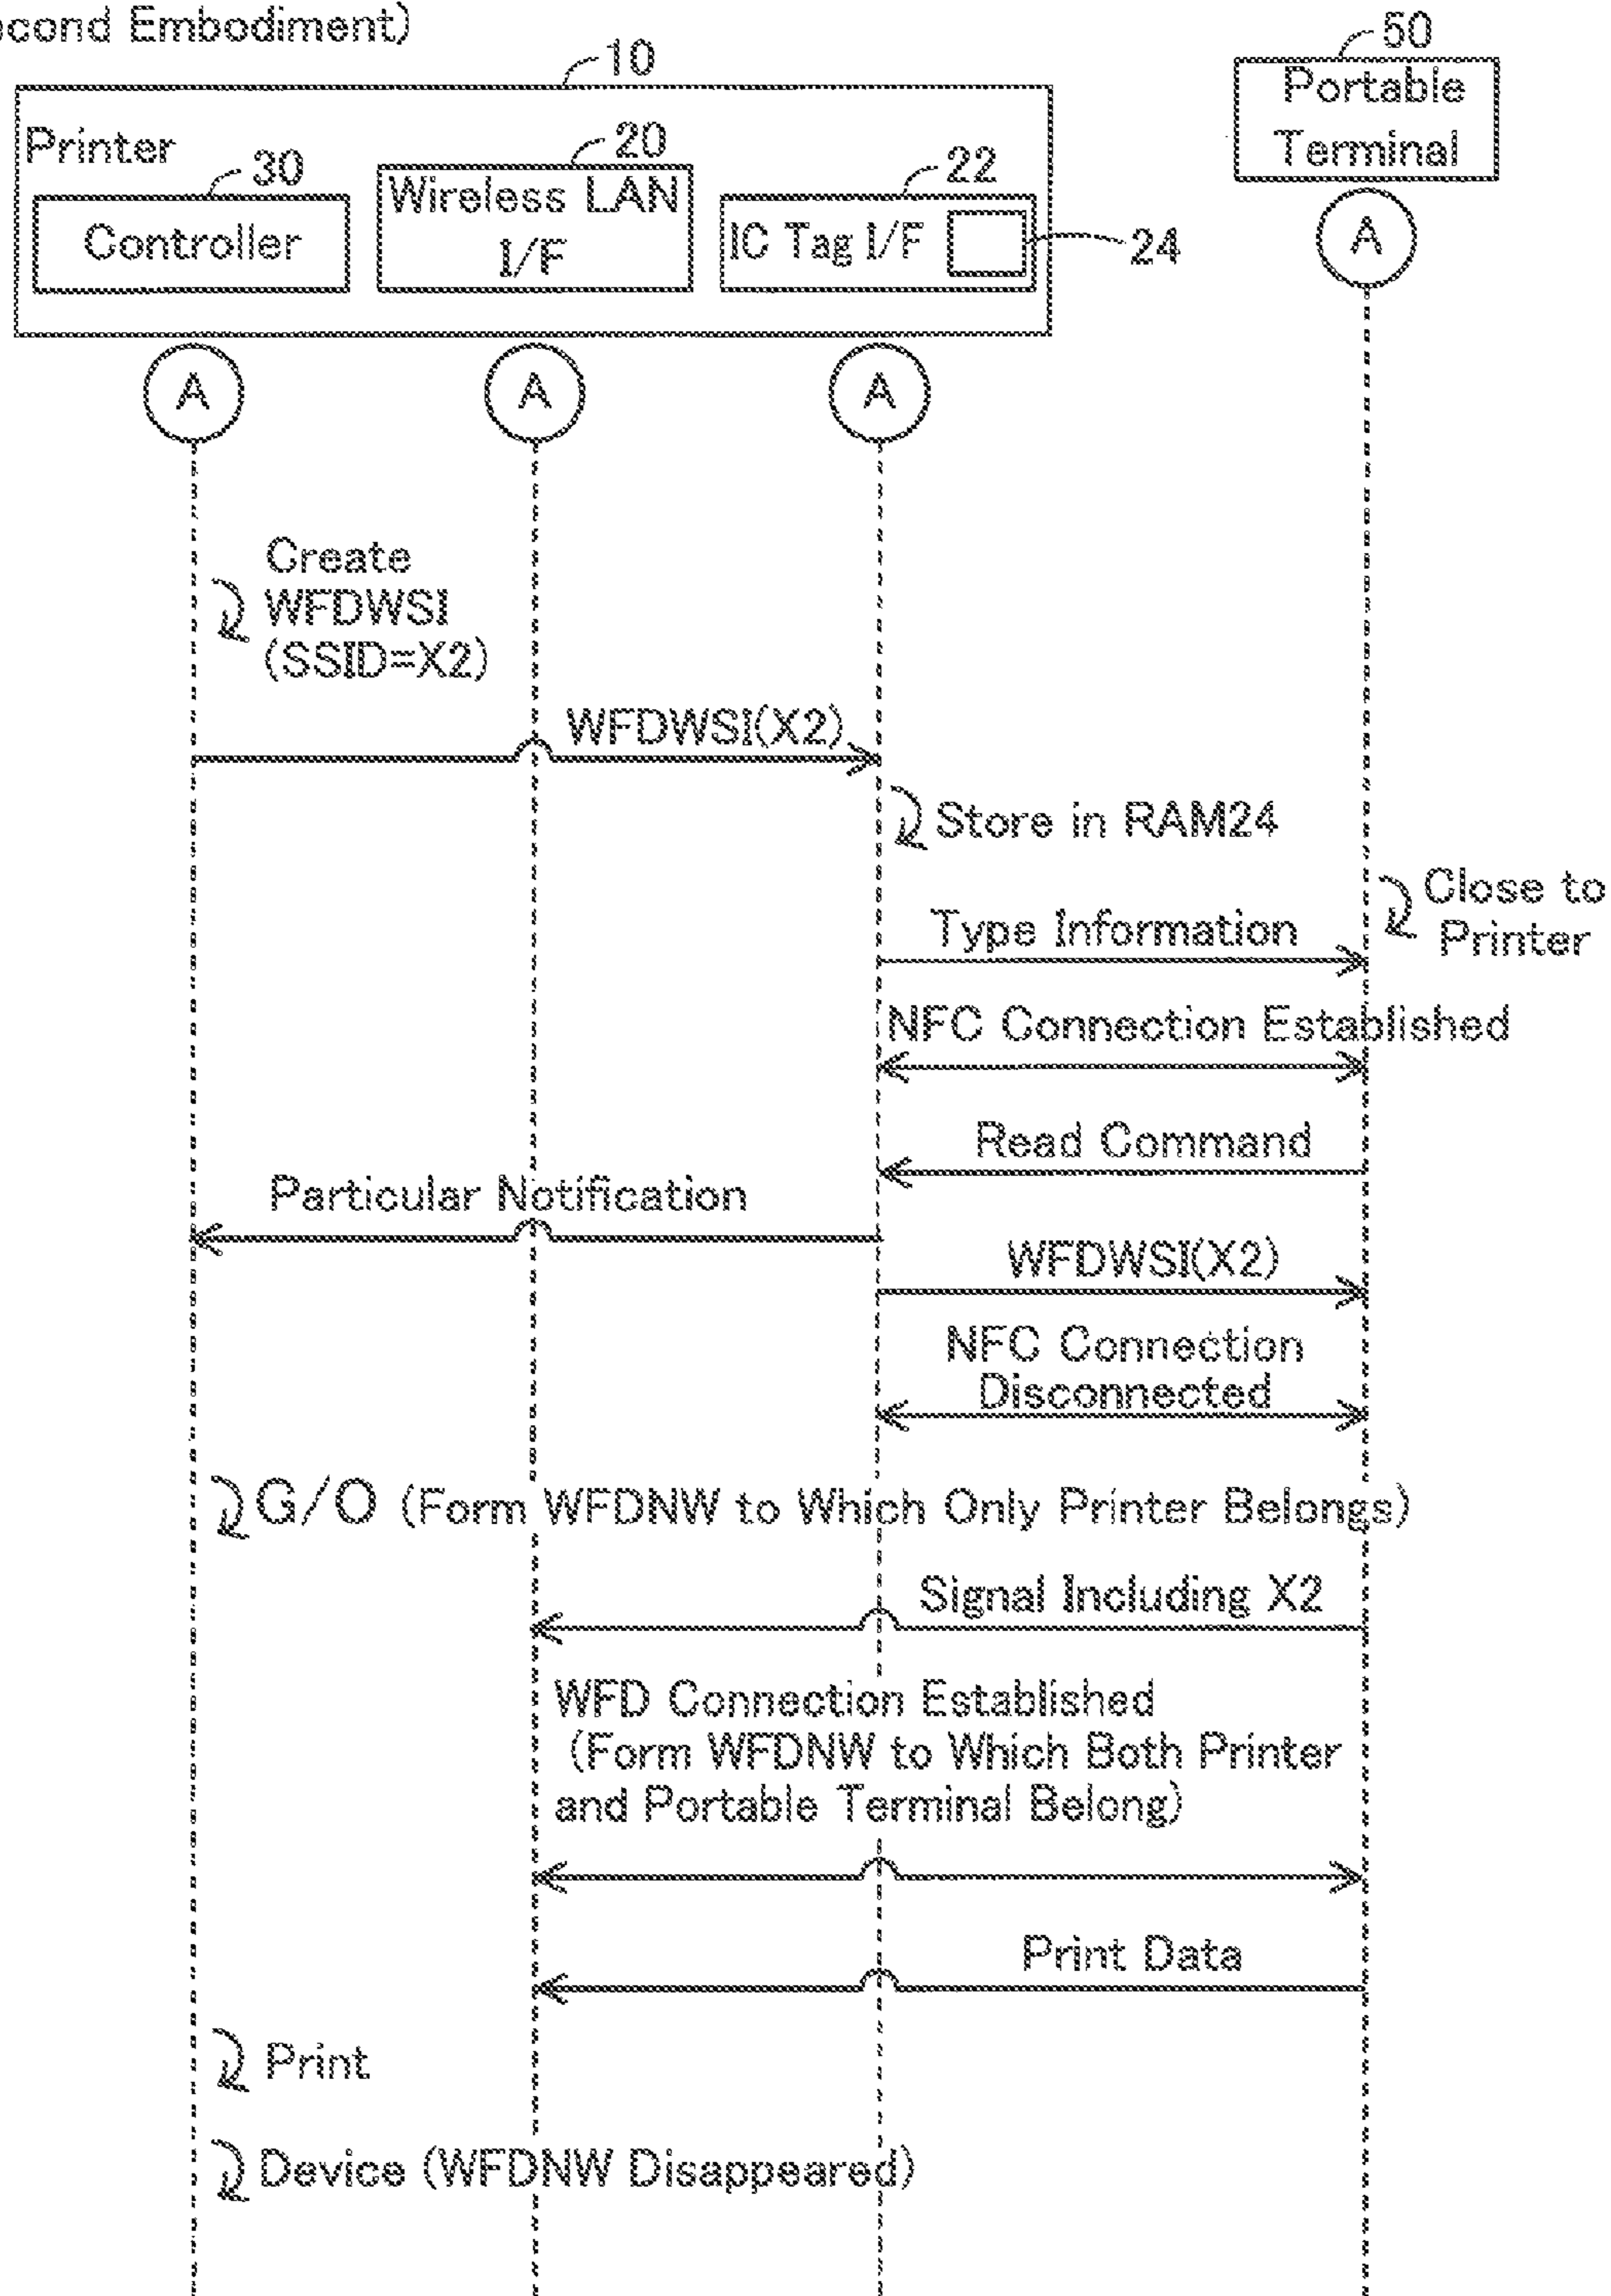 econd Embodiment)
10
50
Portable
Terminal
Printer
30
20
22
Controller
Wireless LAN
I/F
IC Tag I/F
24
A
A
A
A
Create
WFDWSI
(SSID=X2)
WFDWSI(X2)
Store in RAM24
Close to
Printer
Type Information
NFC Connection Established
Read Command
Particular Notification
WFDWSI(X2)
NFC Connection
Disconnected
G/O (Form WFDNW to Which Only Printer Belongs)
Signal Including X2
WFD Connection Established
(Form WFDNW to Which Both Printer
and Portable Terminal Belong)
Print Data
Print
Device (WFDNW Disappeared)